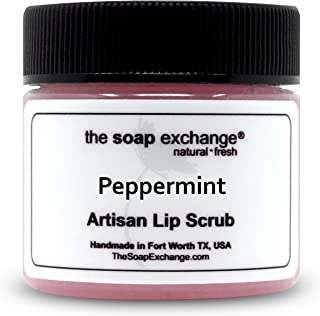 the soap exchange®
natural • fresh
Peppermint
Artisan Lip Scrub
Handmade in Fort Worth TX, USA
TheSoapExchange.com